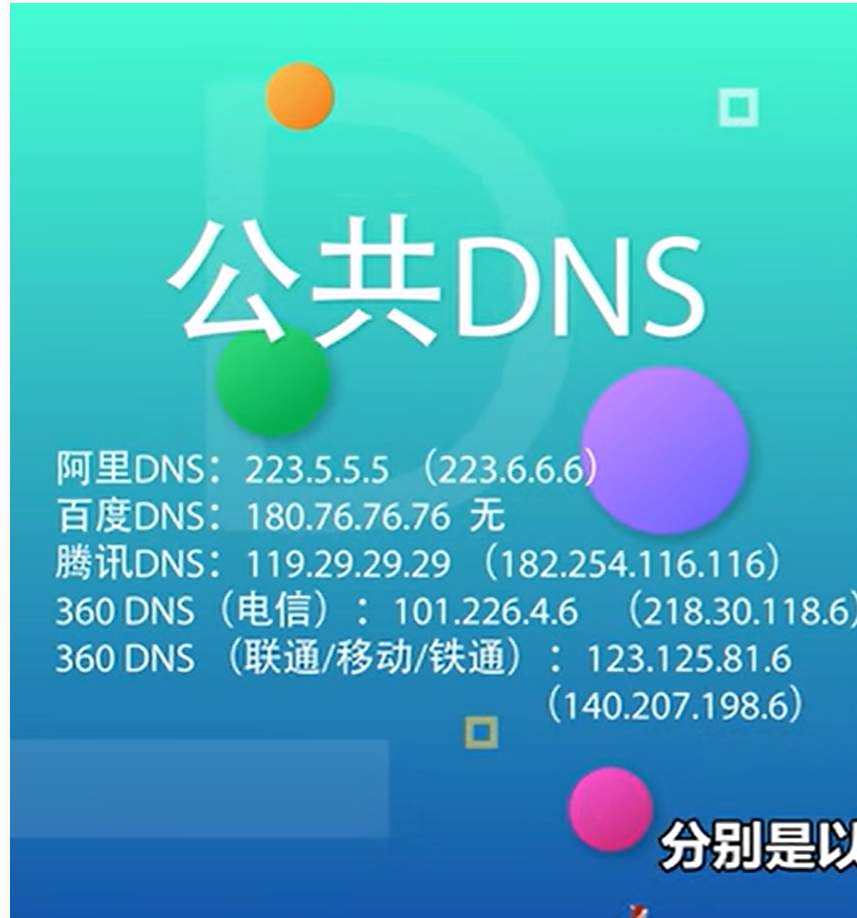 公共DNS
阿里DNS：223.5.5.5 （223.6.6.6）
百度DNS：180.76.76.76 无
腾讯DNS：119.29.29.29 （182.254.116.116）
360 DNS（电信）：101.226.4.6 （218.30.118.6）
360 DNS （联通/移动/铁通）：123.125.81.6
（140.207.198.6）
分别是以